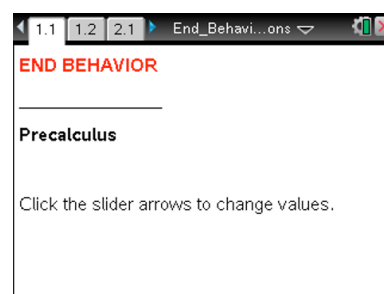 1.1 1.2 2.1 End_Behavi...ons
END BEHAVIOR
Precalculus
Click the slider arrows to change values.